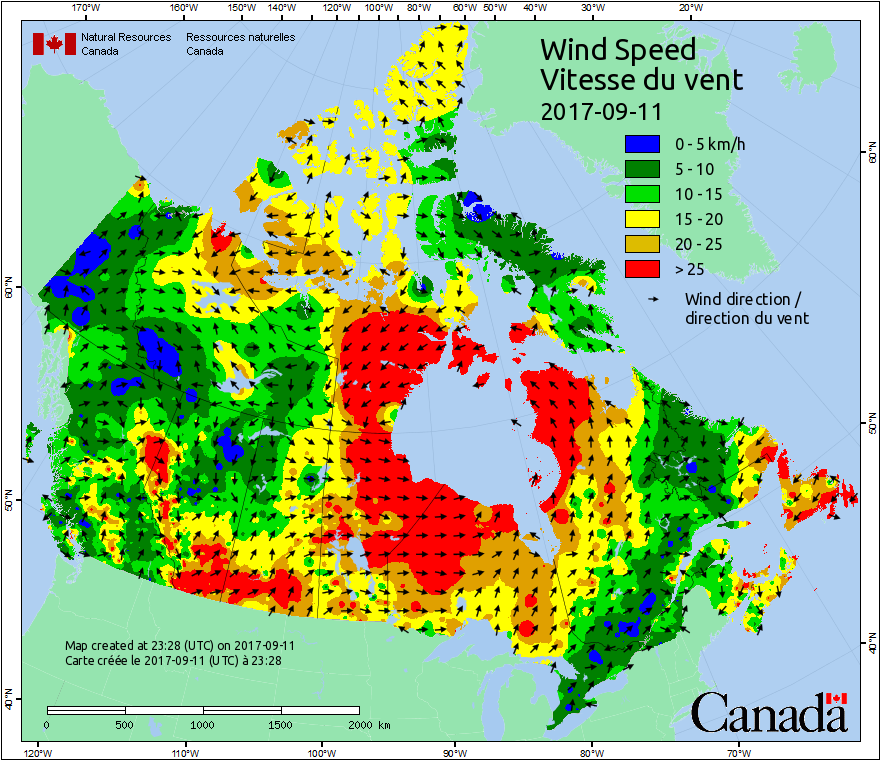 170°W 160°W 150°W 140°W 130°W 120°W 110°W 100°W 90°W 80°W 70°W 60°W 50°W 40°W 30°W 20°W
Natural Resources Ressources naturelles
Canada Canada
Wind Speed
Vitesse du vent
2017-09-11
0 - 5 km/h
5 - 10
10 - 15
15 - 20
20 - 25
> 25
Wind direction /
direction du vent
60°N
60°N
50°N
50°N
40°N
40°N
Map created at 23:28 (UTC) on 2017-09-11
Carte créée le 2017-09-11 (UTC) à 23:28
0 500 1000 1500 2000 km
Canada
120°W 110°W 100°W 90°W 80°W 70°W